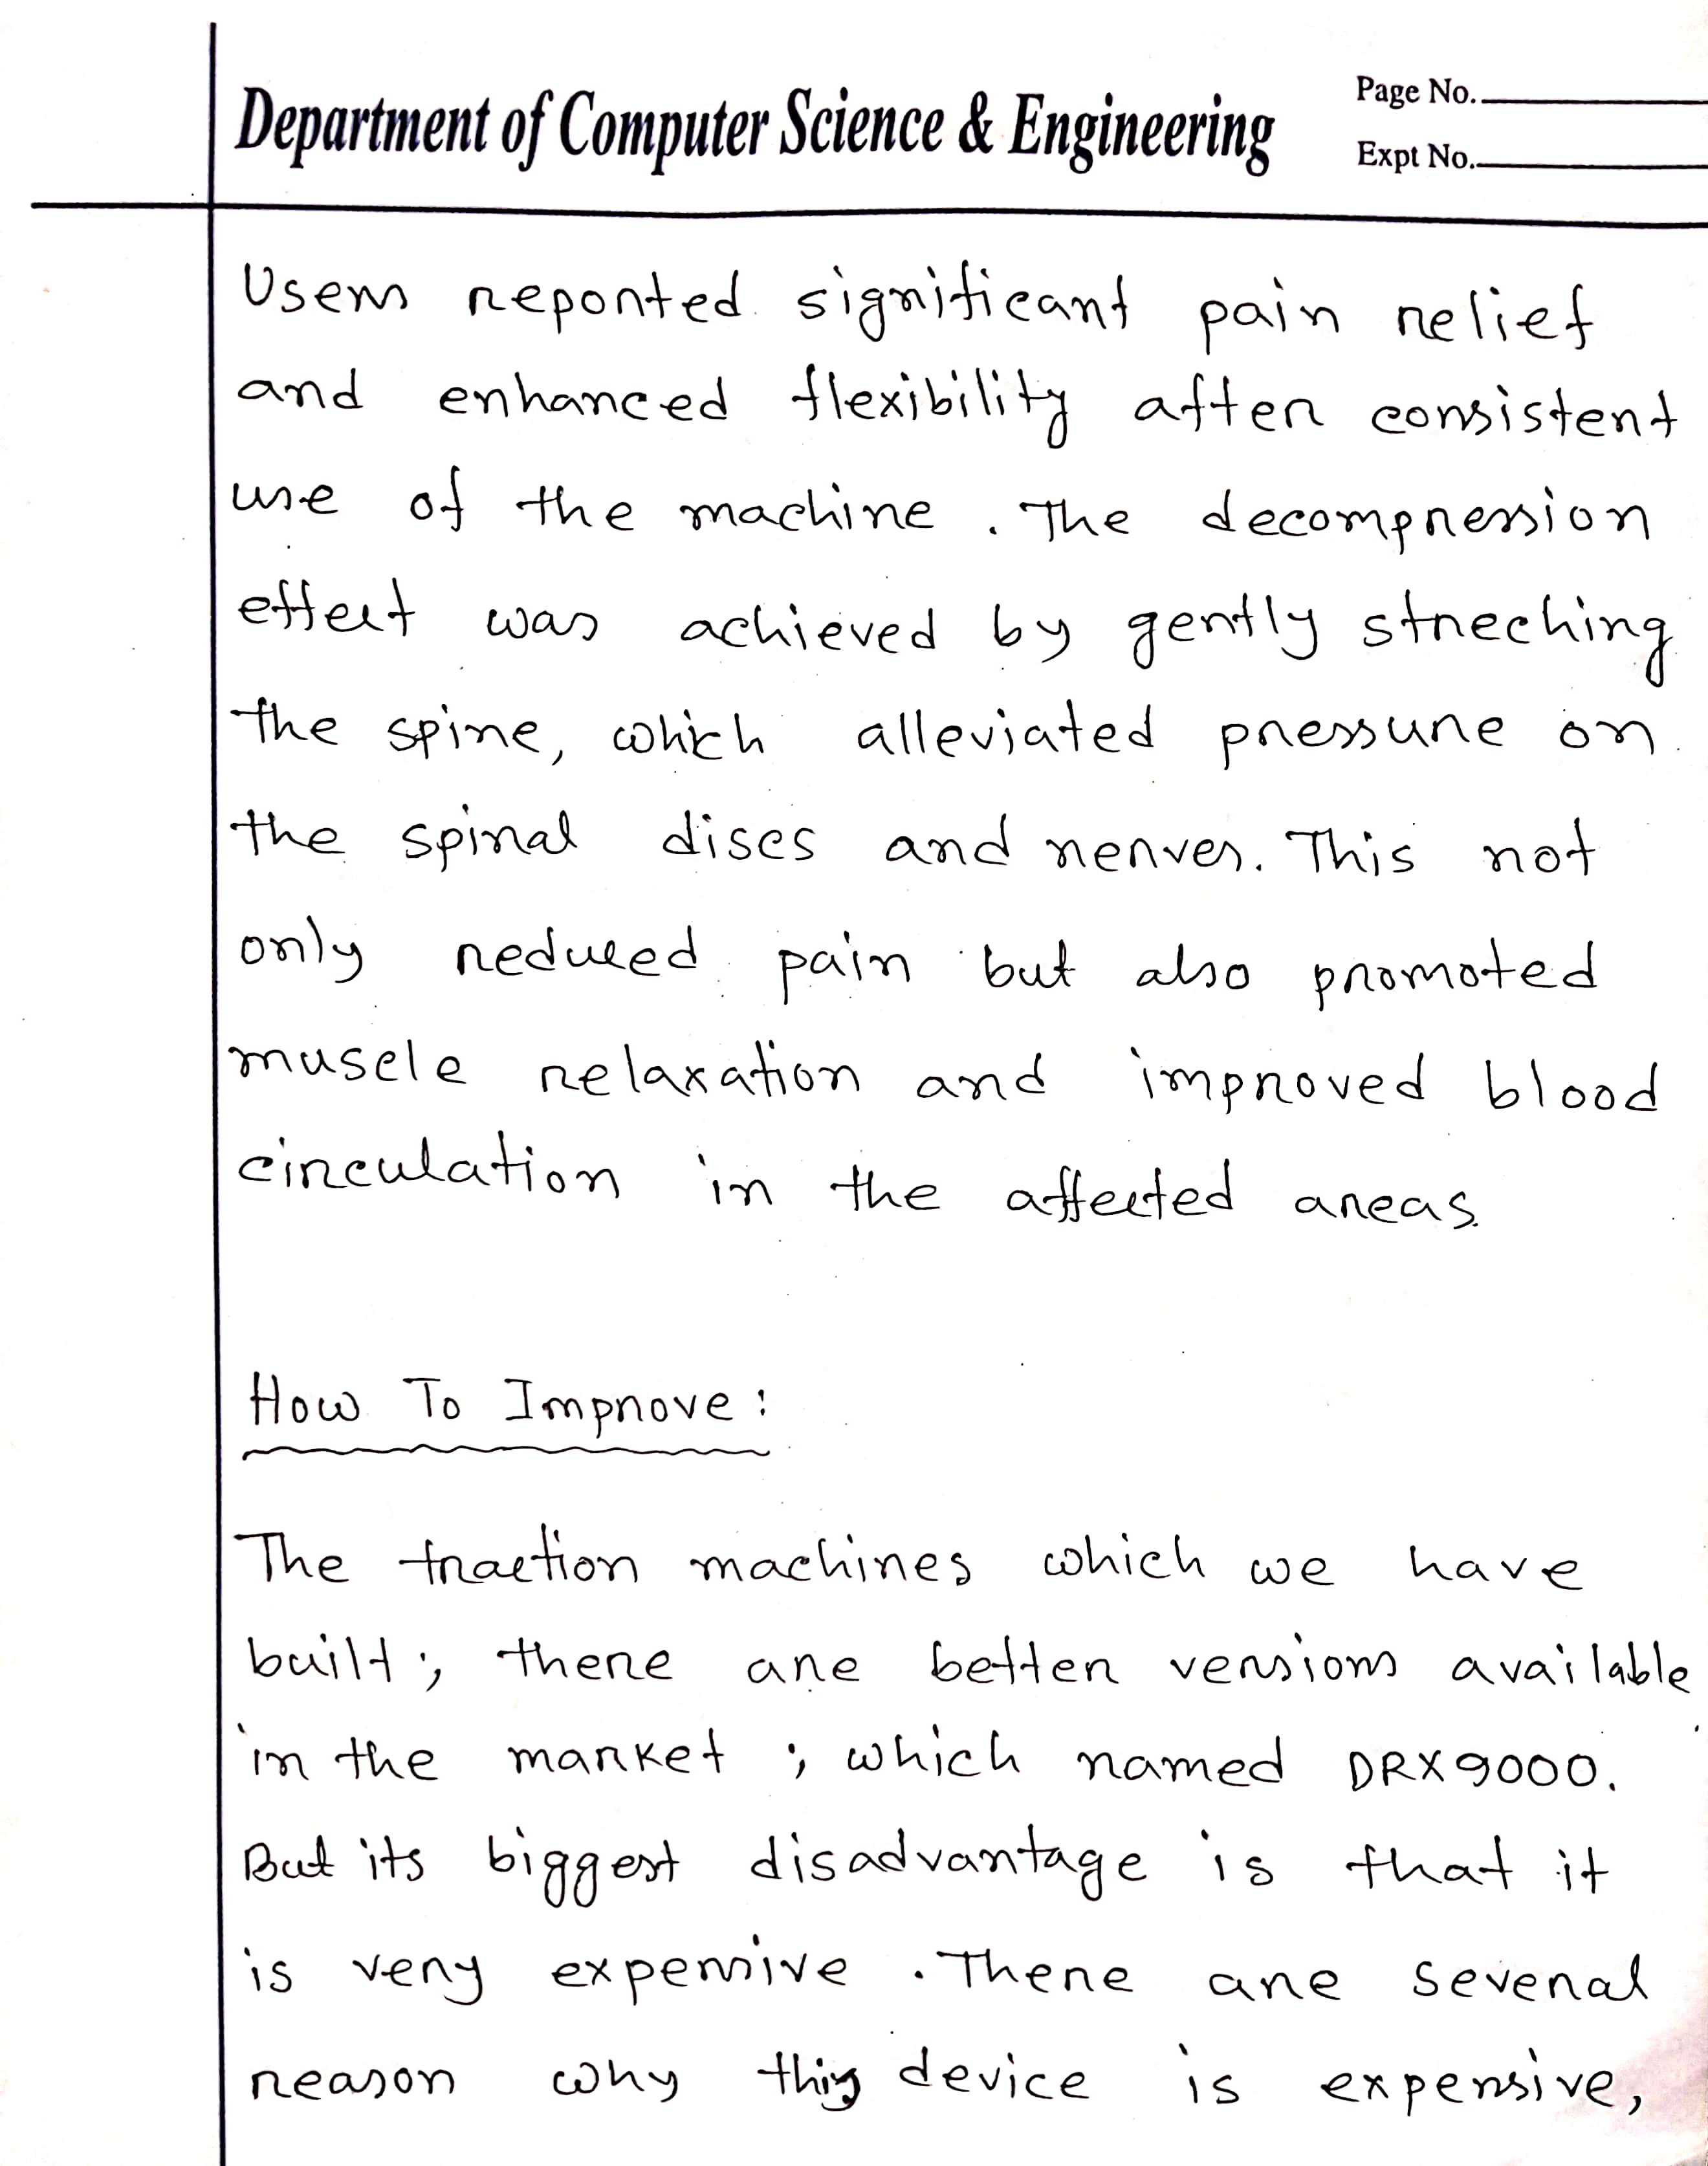 Department of Computer Science & Engineering
Page No.
Expt No.
Users reported significant pain relief
and enhanced flexibility after consistent
use of the machine. The decompression
effect was achieved by gently streching
the spine, which alleviated pressure on
the spinal discs and nerves. This not
only reduced pain but also promoted
muscle relaxation and improved blood
circulation in the affected areas.
How To Improve:
The traction machines which we have
built; there are better versions available
in the market; which named DRX9000.
But its biggest disadvantage is that it
is very expensive. There are several
reason why this device is expensive,